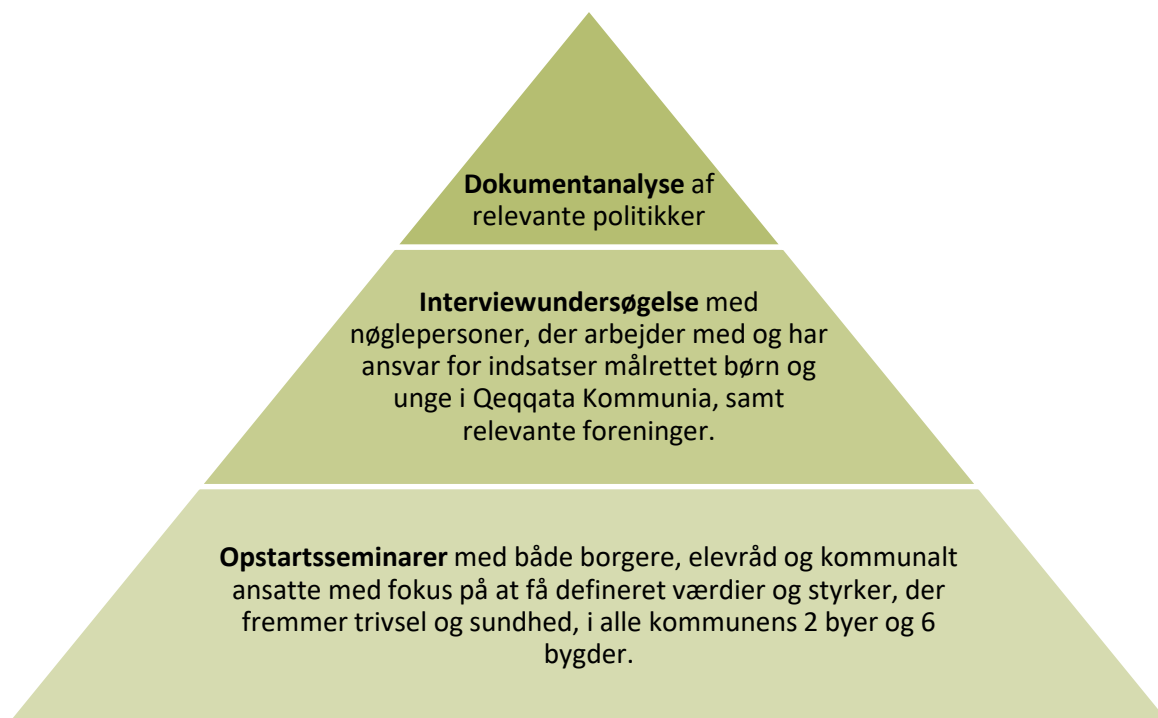 Dokumentanalyse af
relevante politikker
Interviewundersøgelse med
nøglepersoner, der arbejder med og har
ansvar for indsatser målrettet børn og
unge i Qeqqata Kommunia, samt
relevante foreninger.
Opstartsseminarer med både borgere, elevråd og kommunalt
ansatte med fokus på at få defineret værdier og styrker, der
fremmer trivsel og sundhed, i alle kommunens 2 byer og 6
bygder.